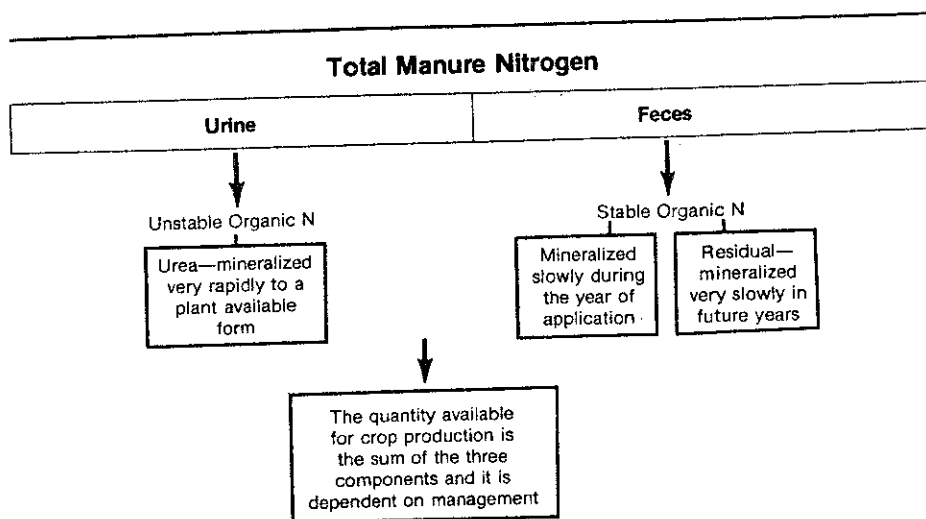 Total Manure Nitrogen
Urine
Feces
Unstable Organic N
Urea—mineralized
very rapidly to a
plant available
form
Stable Organic N
Mineralized
slowly during
the year of
application
Residual—
mineralized
very slowly in
future years
The quantity available
for crop production is
the sum of the three
components and it is
dependent on management